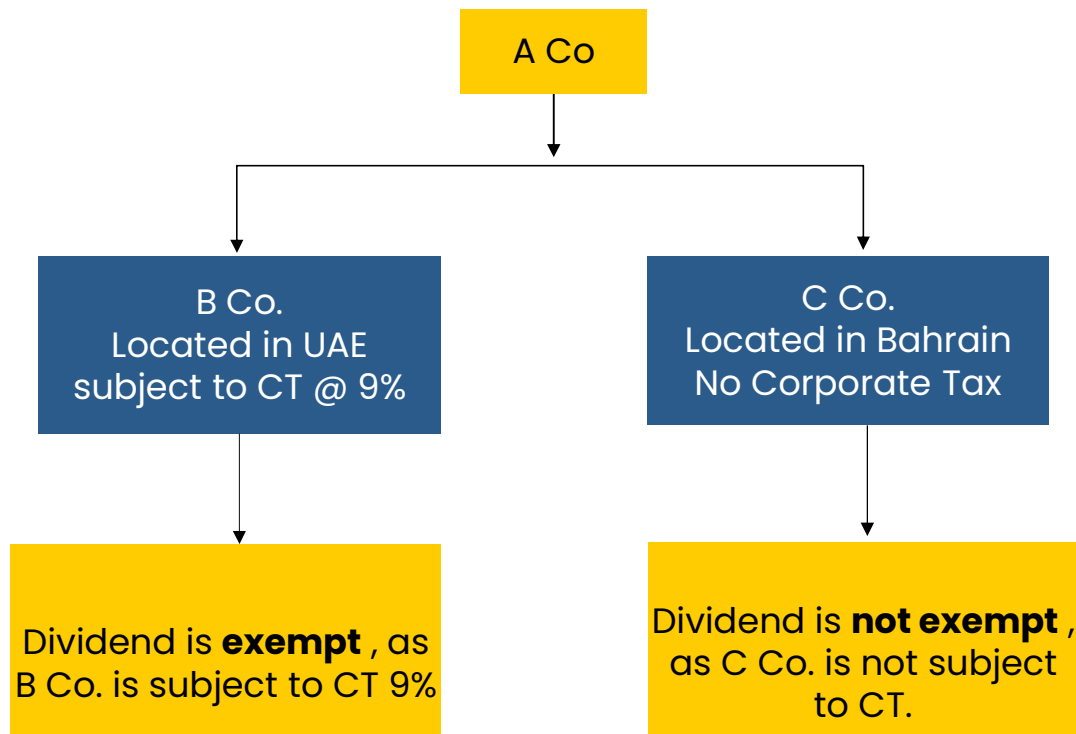 A Co
B Co.
Located in UAE
subject to CT @ 9%
C Co.
Located in Bahrain
No Corporate Tax
Dividend is exempt , as
B Co. is subject to CT 9%
Dividend is not exempt ,
as C Co. is not subject
to CT.